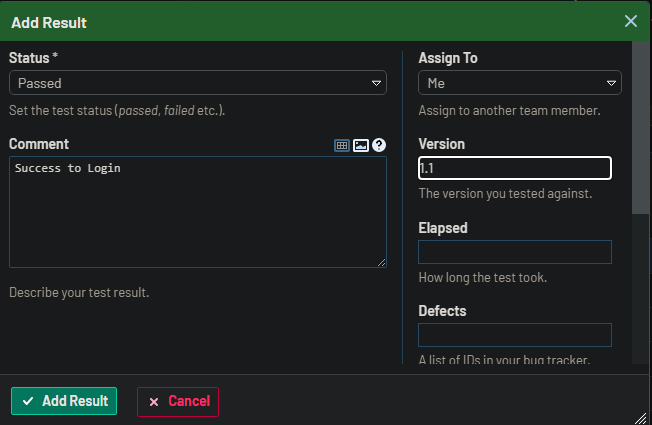 Add Result
Status *
Passed
Set the test status (passed, failed etc.).
Comment
?
Success to Login
Describe your test result.
Assign To
Me
Assign to another team member.
Version
1.1
The version you tested against.
Elapsed
How long the test took.
Defects
A list of IDs in your bug tracker.
Add Result
Cancel